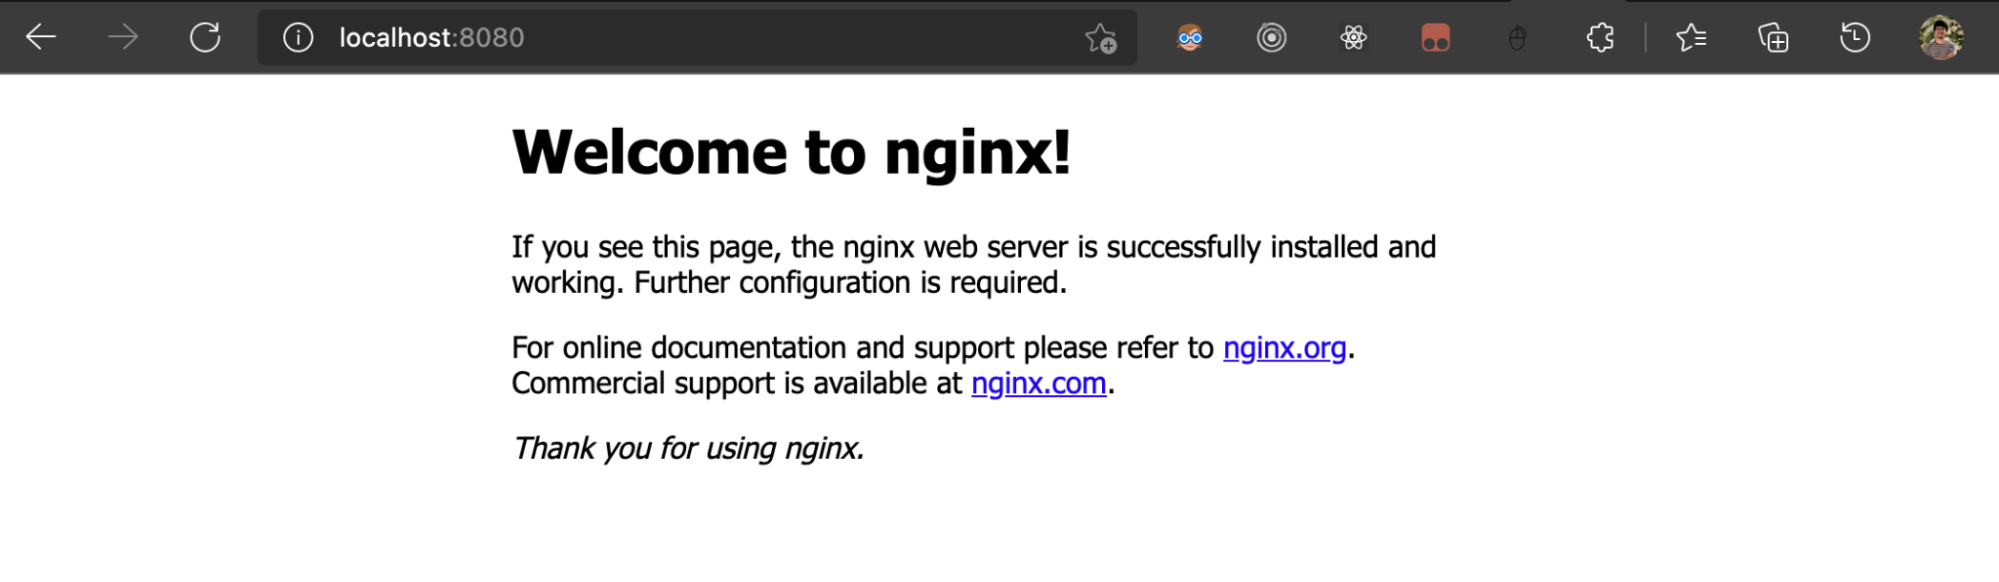 localhost:8080
Welcome to nginx!
If you see this page, the nginx web server is successfully installed and
working. Further configuration is required.
For online documentation and support please refer to nginx.org.
Commercial support is available at nginx.com.
Thank you for using nginx.